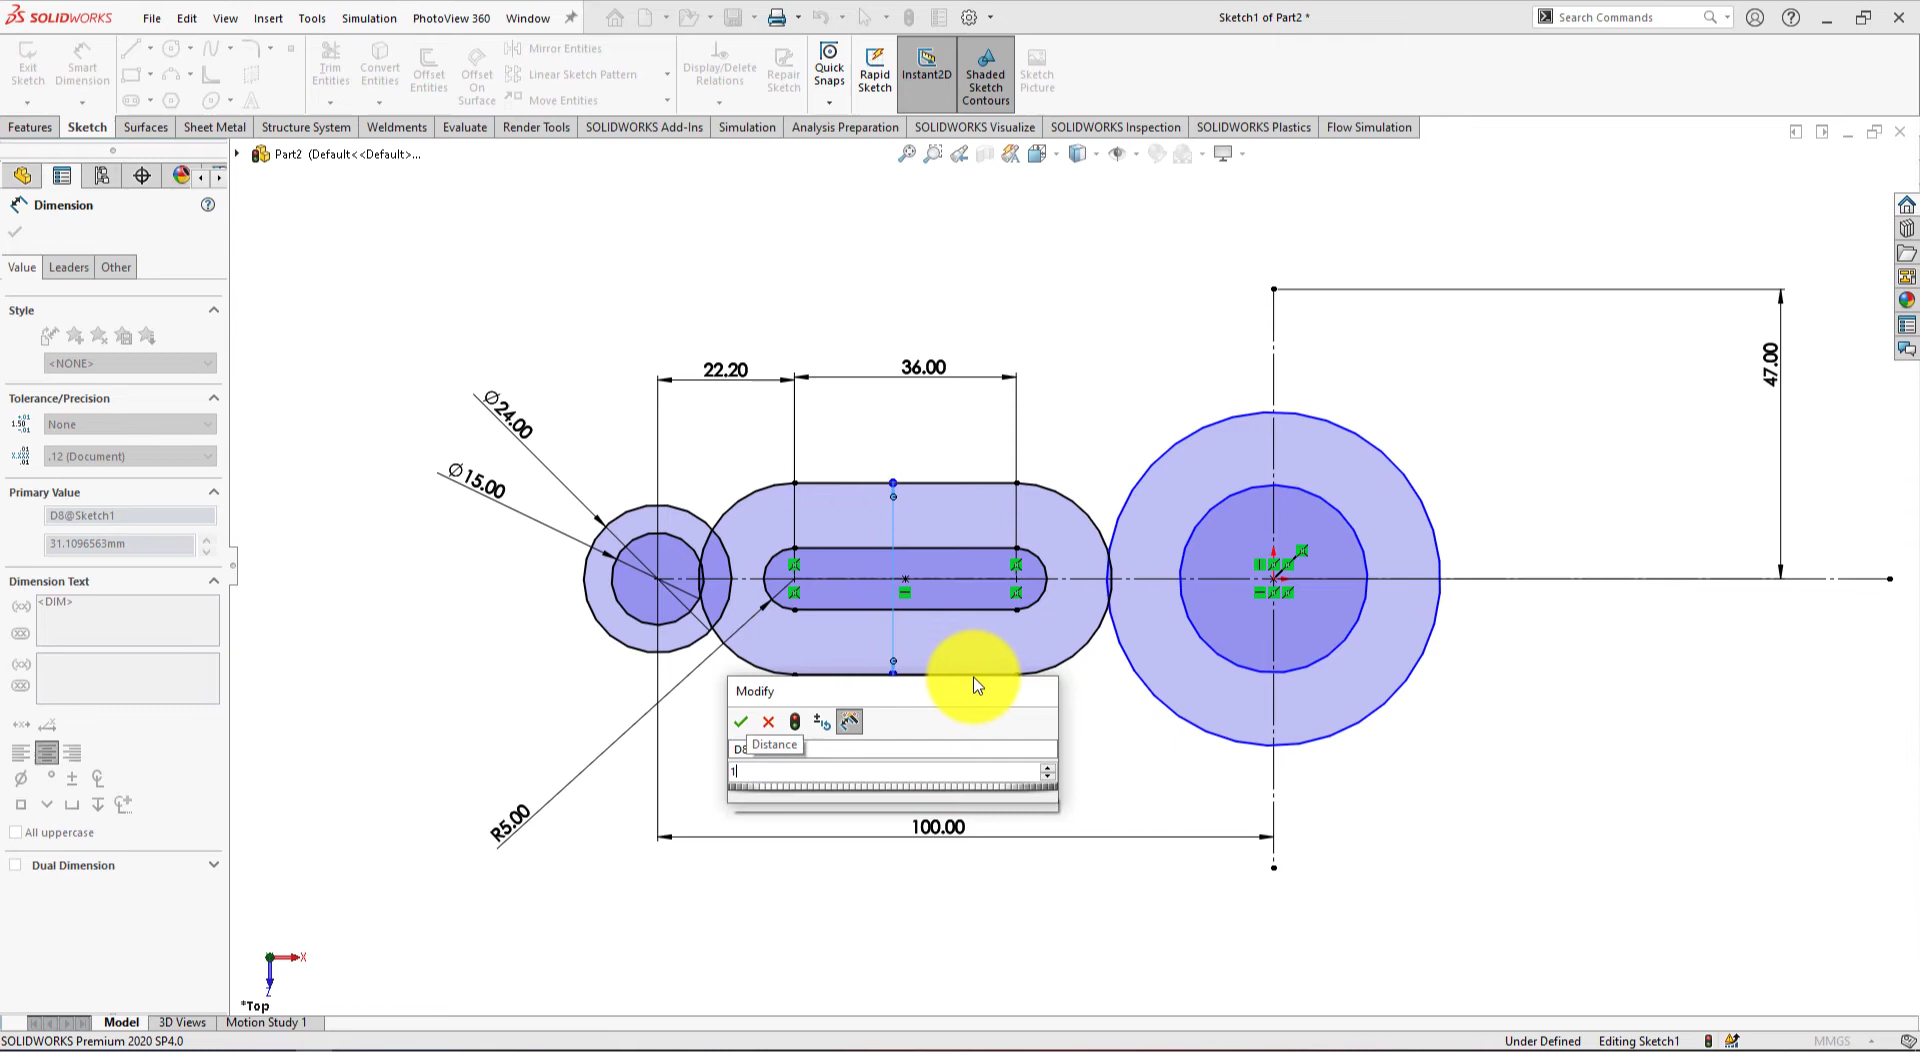 SOLIDWORKS File Edit View Insert Tools Simulation PhotoView 360 Window Sketch1 of Part2 * Search Commands
Exit Sketch
Smart Dimension
Trim Entities
Convert Entities
Offset Entities
Offset On Surface
Mirror Entities
Linear Sketch Pattern
Move Entities
Display/Delete Relations
Repair Sketch
Quick Snaps
Rapid Sketch
Instant2D
Shaded Sketch Contours
Sketch Picture
Features Sketch Surfaces Sheet Metal Structure System Weldments Evaluate Render Tools SOLIDWORKS Add-Ins Simulation Analysis Preparation SOLIDWORKS Visualize SOLIDWORKS Inspection SOLIDWORKS Plastics Flow Simulation
Part2 (Default<<Default>...
Dimension
Value Leaders Other
Style
<NONE>
Tolerance/Precision
None
.12 (Document)
Primary Value
D8@Sketch1
31.1096563mm
Dimension Text
<DIM>
All uppercase
Dual Dimension
22.20
36.00
47.00
Ø24.00
Ø15.00
R5.00
100.00
Modify
D8
Distance
1
X
Z
*Top
Model 3D Views Motion Study 1
SOLIDWORKS Premium 2020 SP4.0 Under Defined Editing Sketch1 MMGS